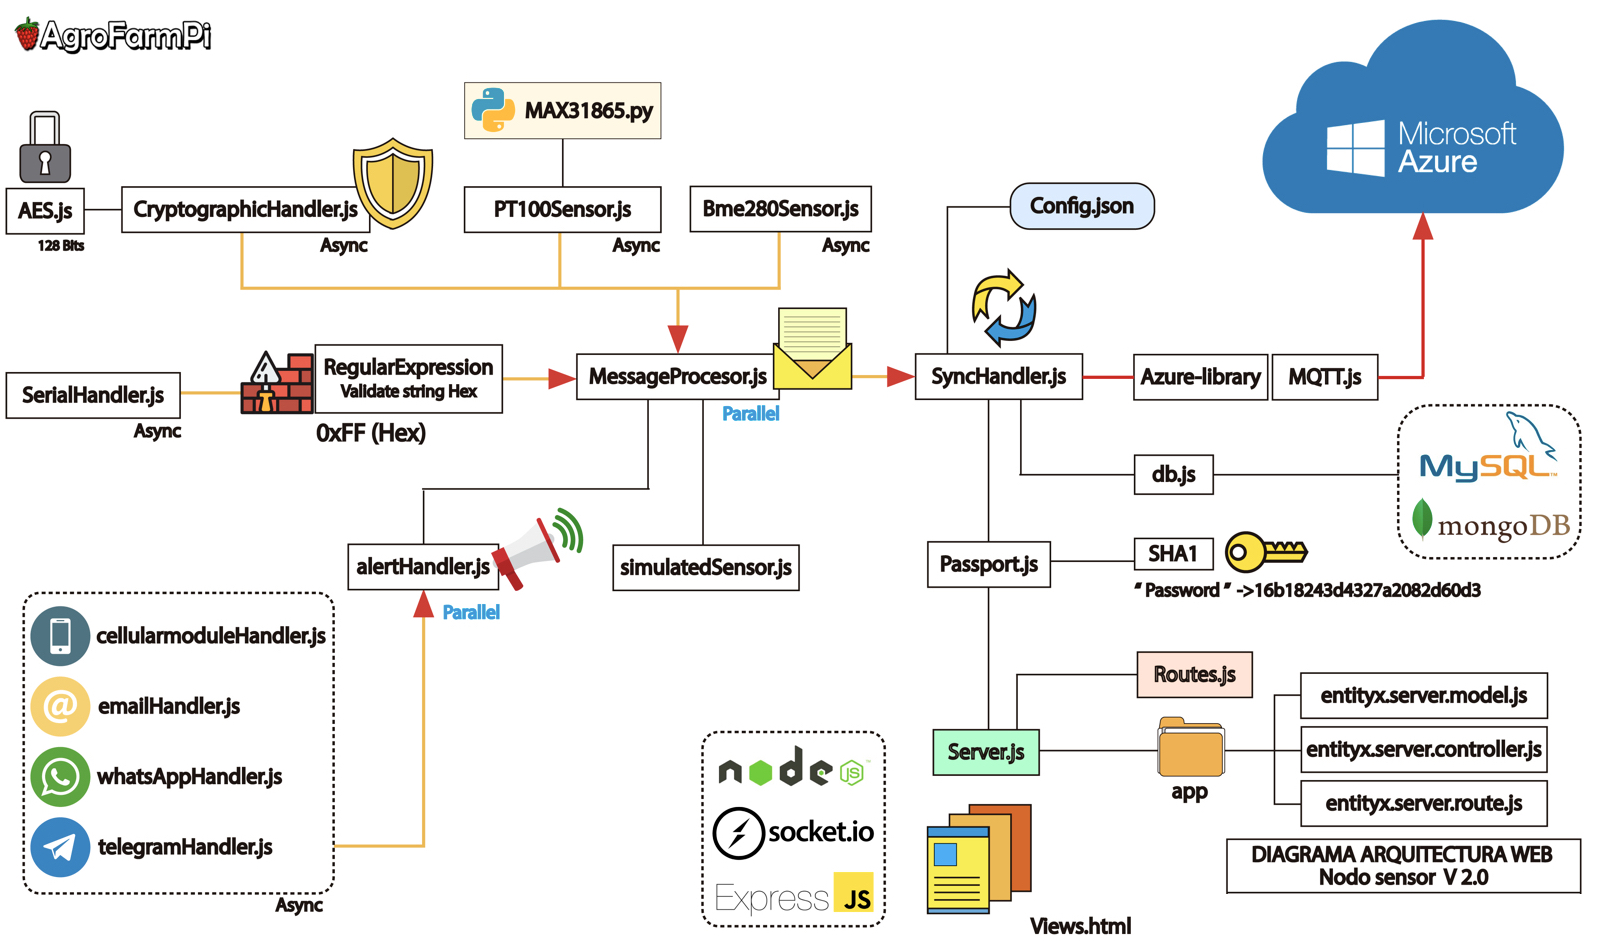 AgroFarmPi
MAX31865.py
Microsoft
Azure
AES.js
128 Bits
CryptographicHandler.js
Async
PT100Sensor.js
Async
Bme280Sensor.js
Async
Config.json
SerialHandler.js
Async
RegularExpression
Validate string Hex
0xFF (Hex)
MessageProcesor.js
Parallel
SyncHandler.js
Azure-library
MQTT.js
db.js
MySQL™
mongoDB
alertHandler.js
Parallel
simulatedSensor.js
Passport.js
SHA1
“ Password ” ->16b18243d4327a2082d60d3
cellularmoduleHandler.js
@ emailHandler.js
whatsAppHandler.js
telegramHandler.js
Async
Routes.js
Server.js
app
entityx.server.model.js
entityx.server.controller.js
entityx.server.route.js
node JS™
socket.io
Express JS
Views.html
DIAGRAMA ARQUITECTURA WEB
Nodo sensor V 2.0